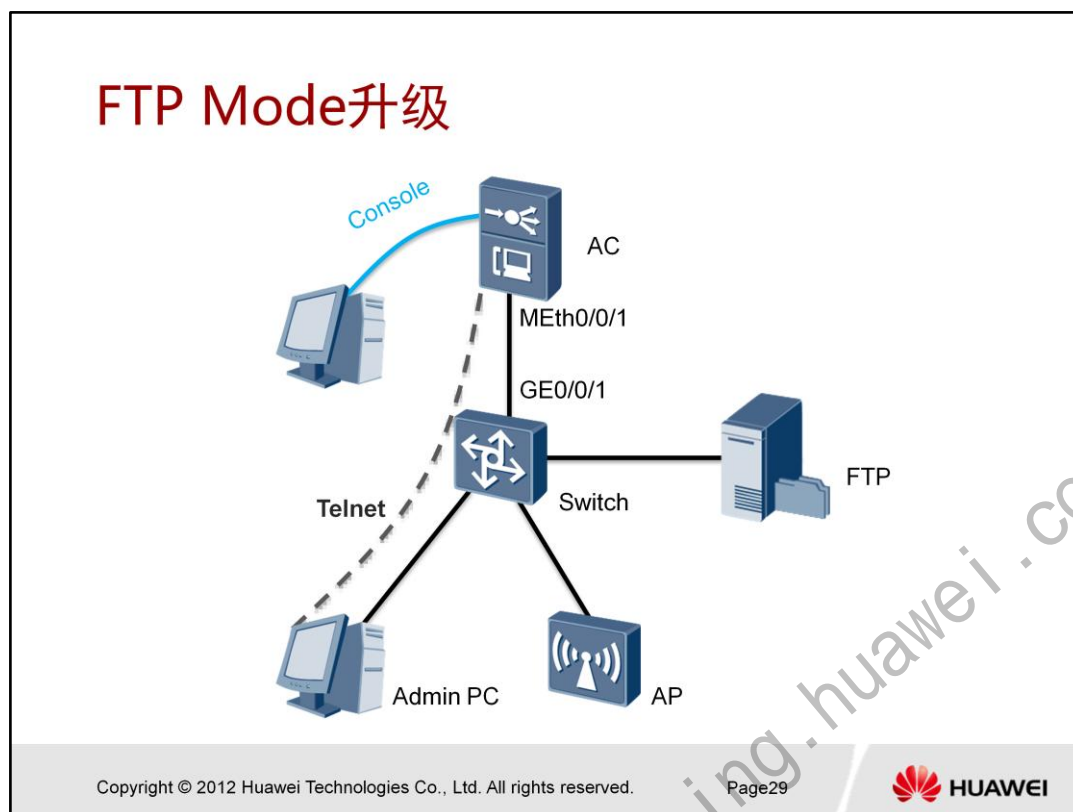 FTP Mode升级
Console
AC
MEth0/0/1
GE0/0/1
FTP
Switch
Telnet
Admin PC
AP
ing.huawei.co
Copyright © 2012 Huawei Technologies Co., Ltd. All rights reserved.
Page29
HUAWEI